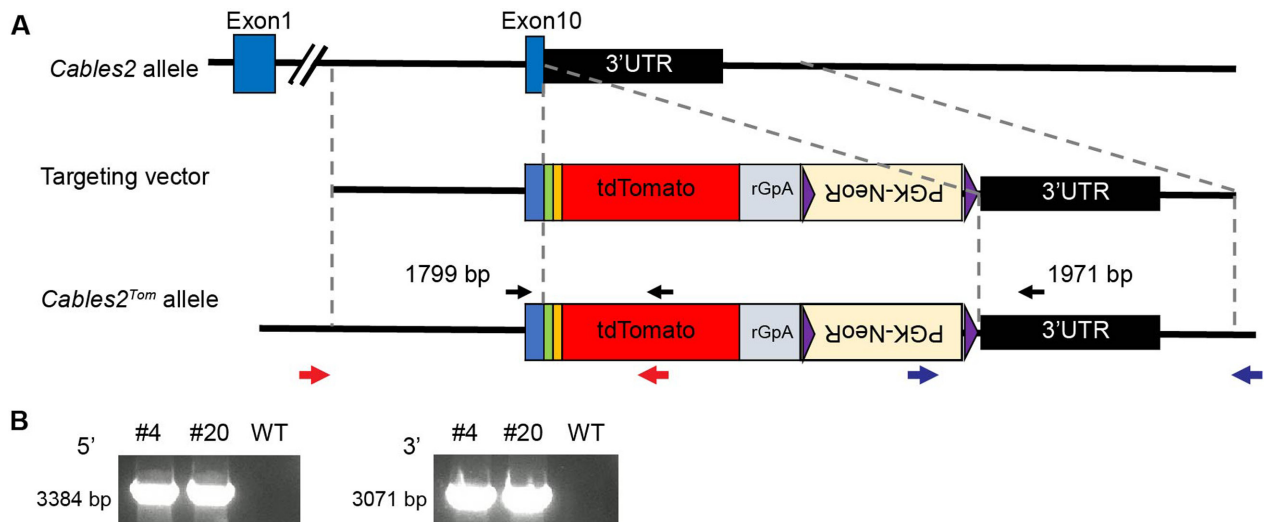 A
Exon1
Exon10
Cables2 allele
3’UTR
Targeting vector
tdTomato
rGpA
PGK-NeoR
3’UTR
1799 bp
1971 bp
Cables2Tom allele
tdTomato
rGpA
PGK-NeoR
3’UTR
B
5’
#4 #20 WT
3384 bp
3’
#4 #20 WT
3071 bp